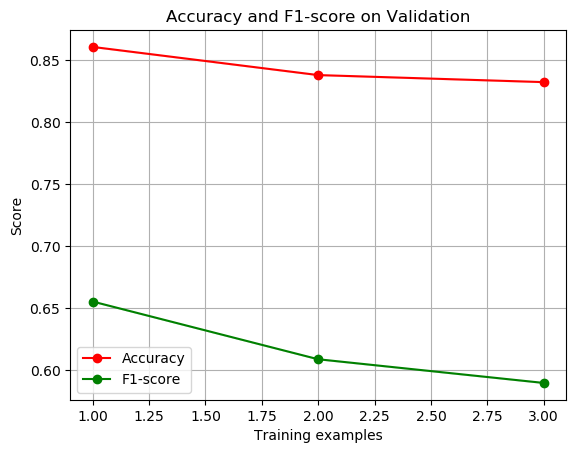 Accuracy and F1-score on Validation
0.85
0.80
0.75
0.70
0.65
0.60
Score
Accuracy
F1-score
1.00 1.25 1.50 1.75 2.00 2.25 2.50 2.75 3.00
Training examples